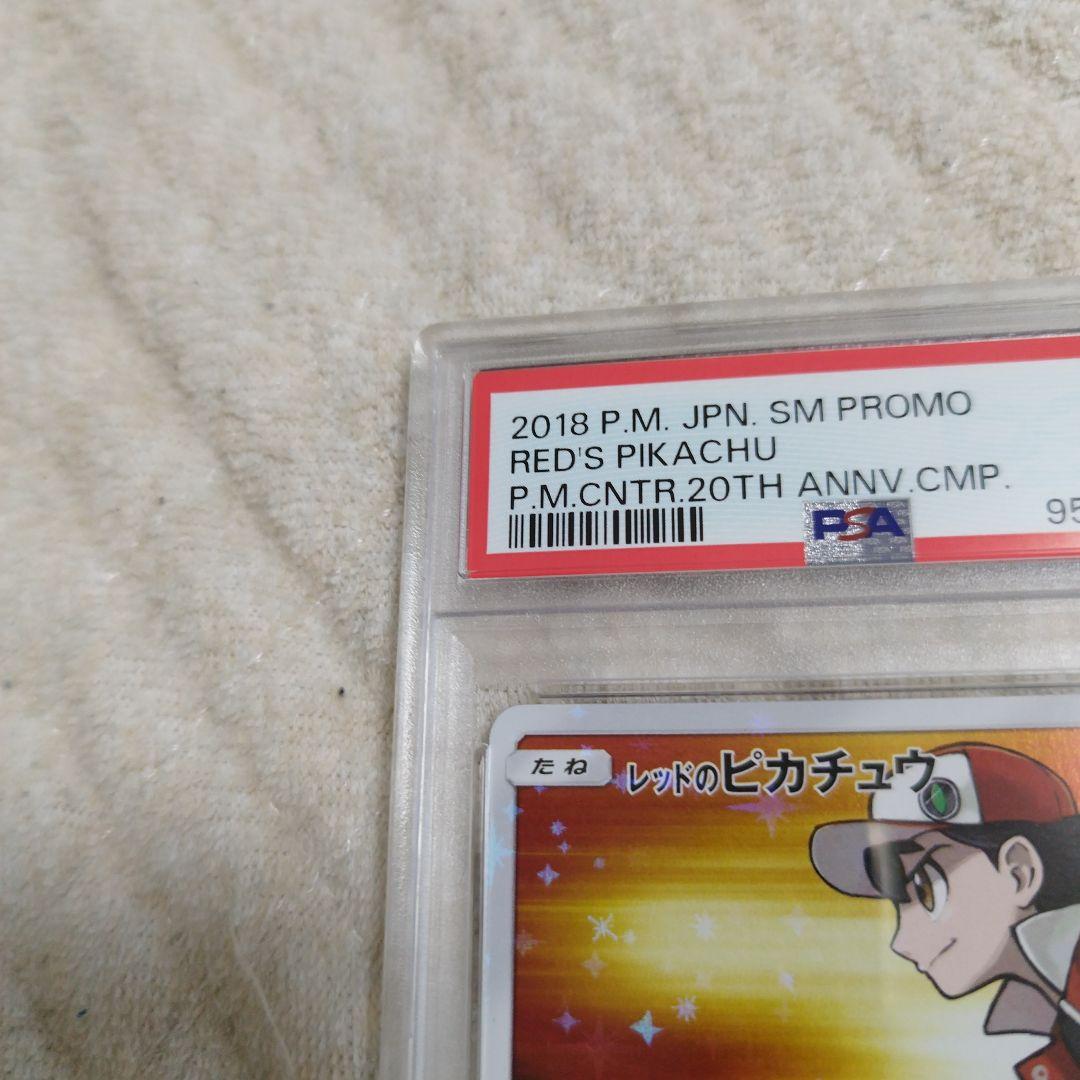 2018 P.M. JPN. SM PROMO
RED'S PIKACHU
P.M.CNTR.20TH ANNV.CMP.
PSA
95
たね
レッドのピカチュウ